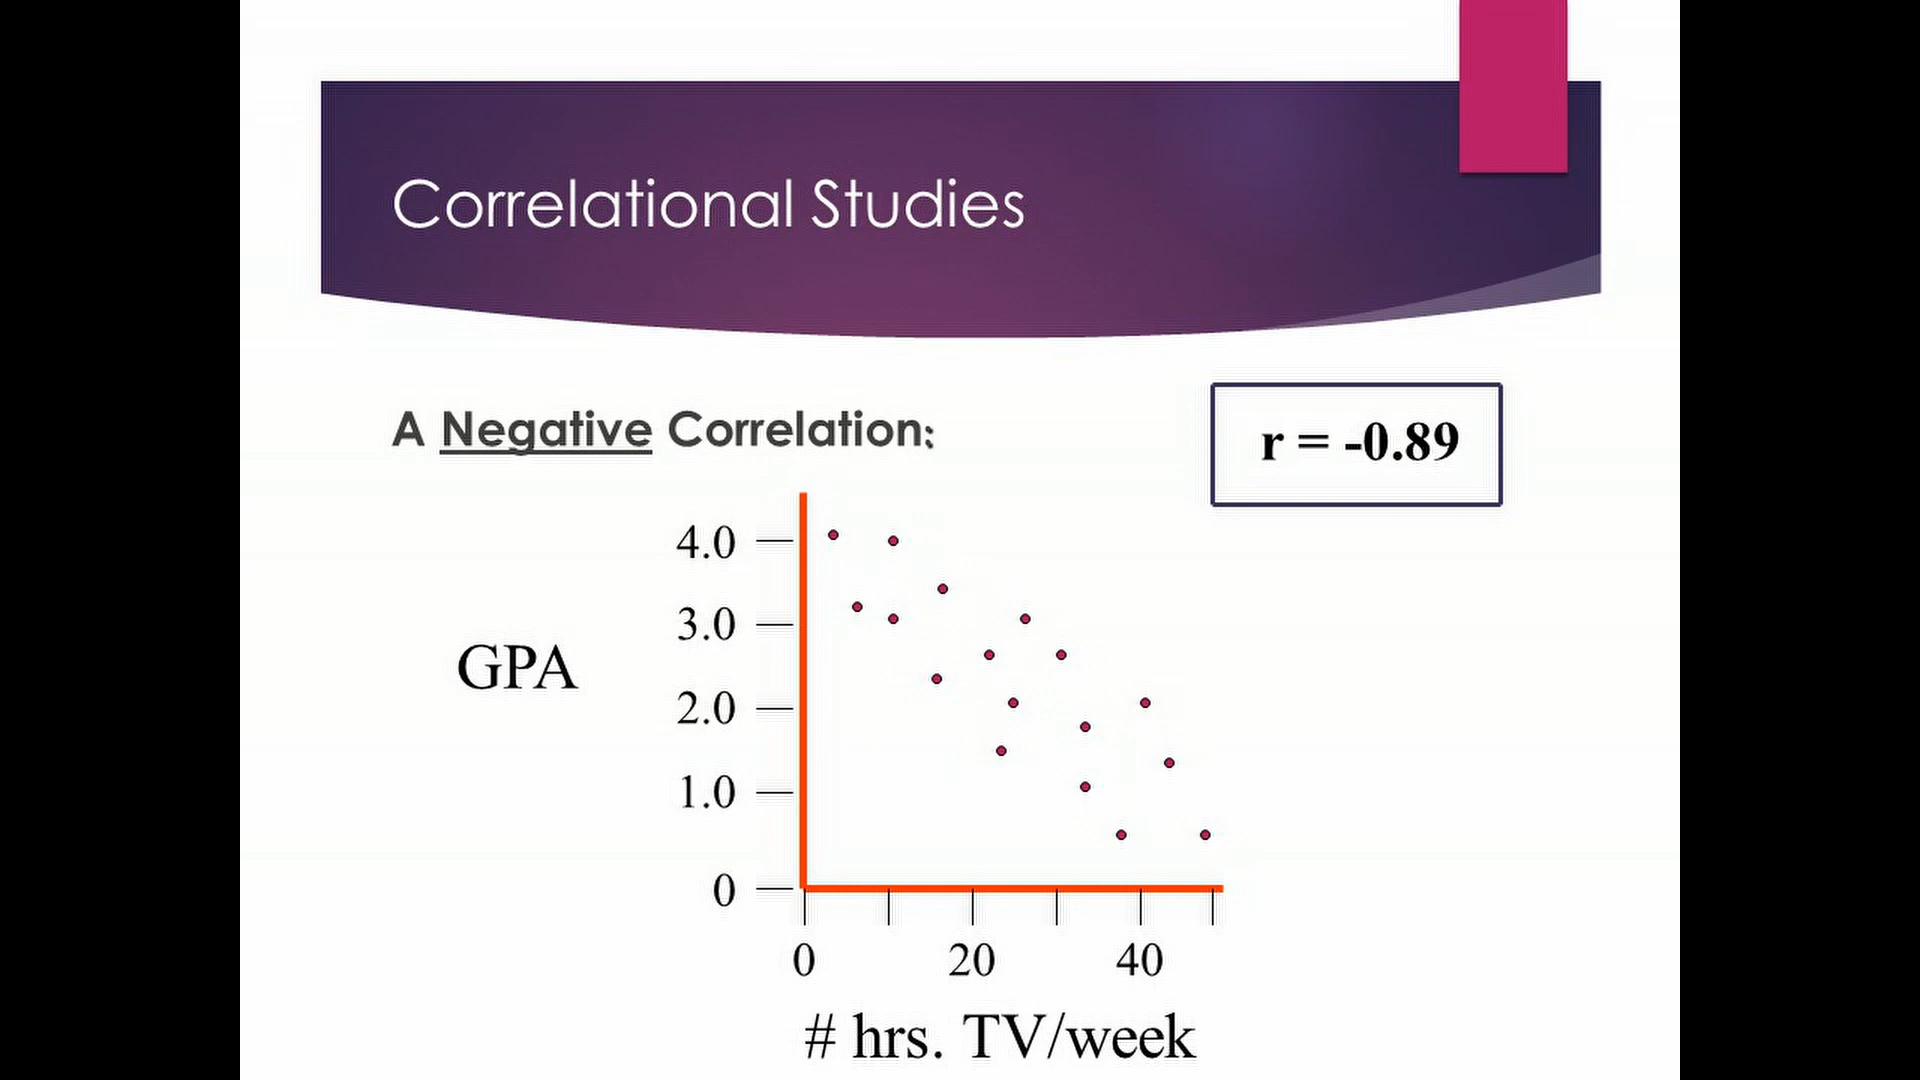 Correlational Studies
A Negative Correlation:
r = -0.89
4.0
3.0
GPA
2.0
1.0
0
0 20 40
# hrs. TV/week